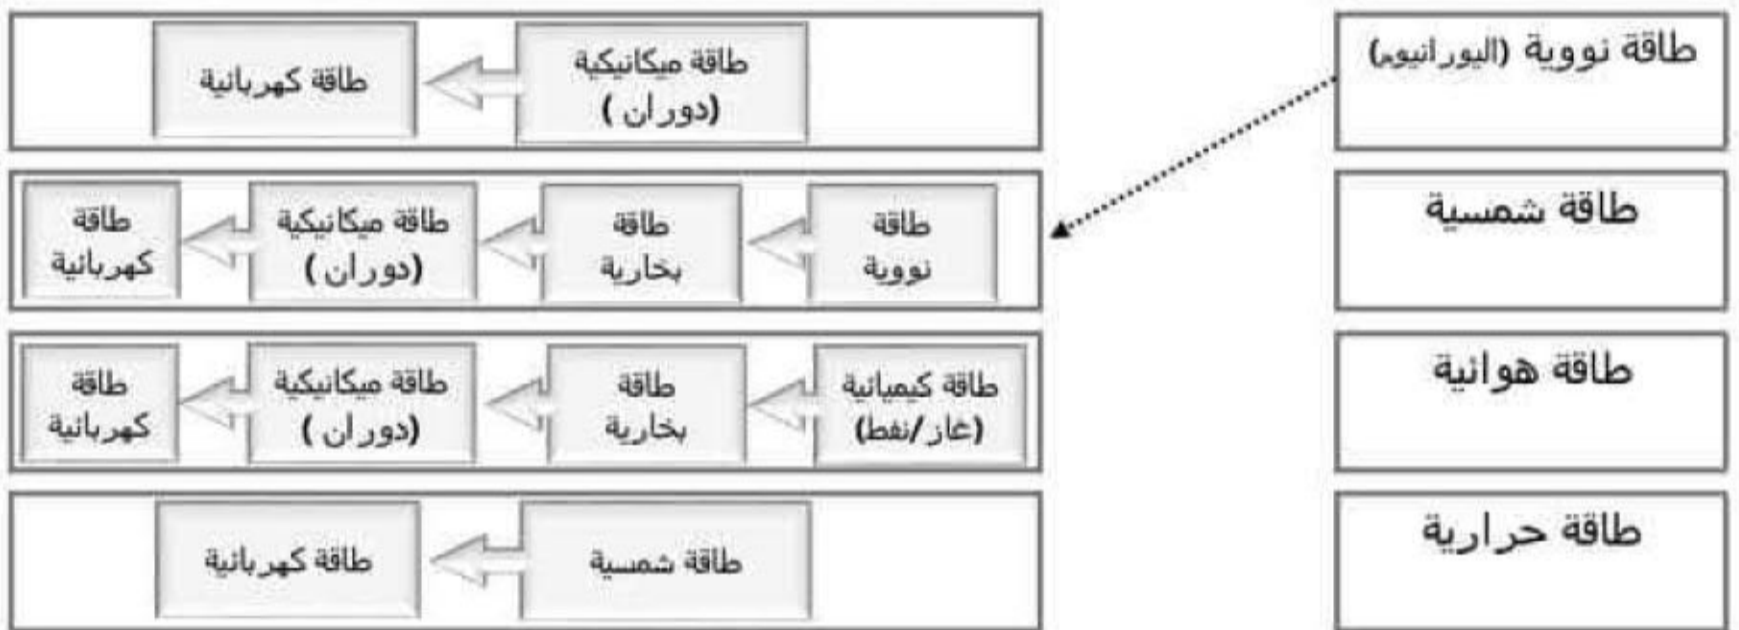 طاقة نووية (اليورانيوم)
طاقة ميكانيكية
(دوران )
طاقة كهربائية
طاقة شمسية
طاقة
نووية
طاقة
بخارية
طاقة ميكانيكية
(دوران )
طاقة
كهربائية
طاقة هوائية
طاقة كيميائية
(غاز/نفط)
طاقة
بخارية
طاقة ميكانيكية
(دوران )
طاقة
كهربائية
طاقة حرارية
طاقة شمسية
طاقة كهربائية